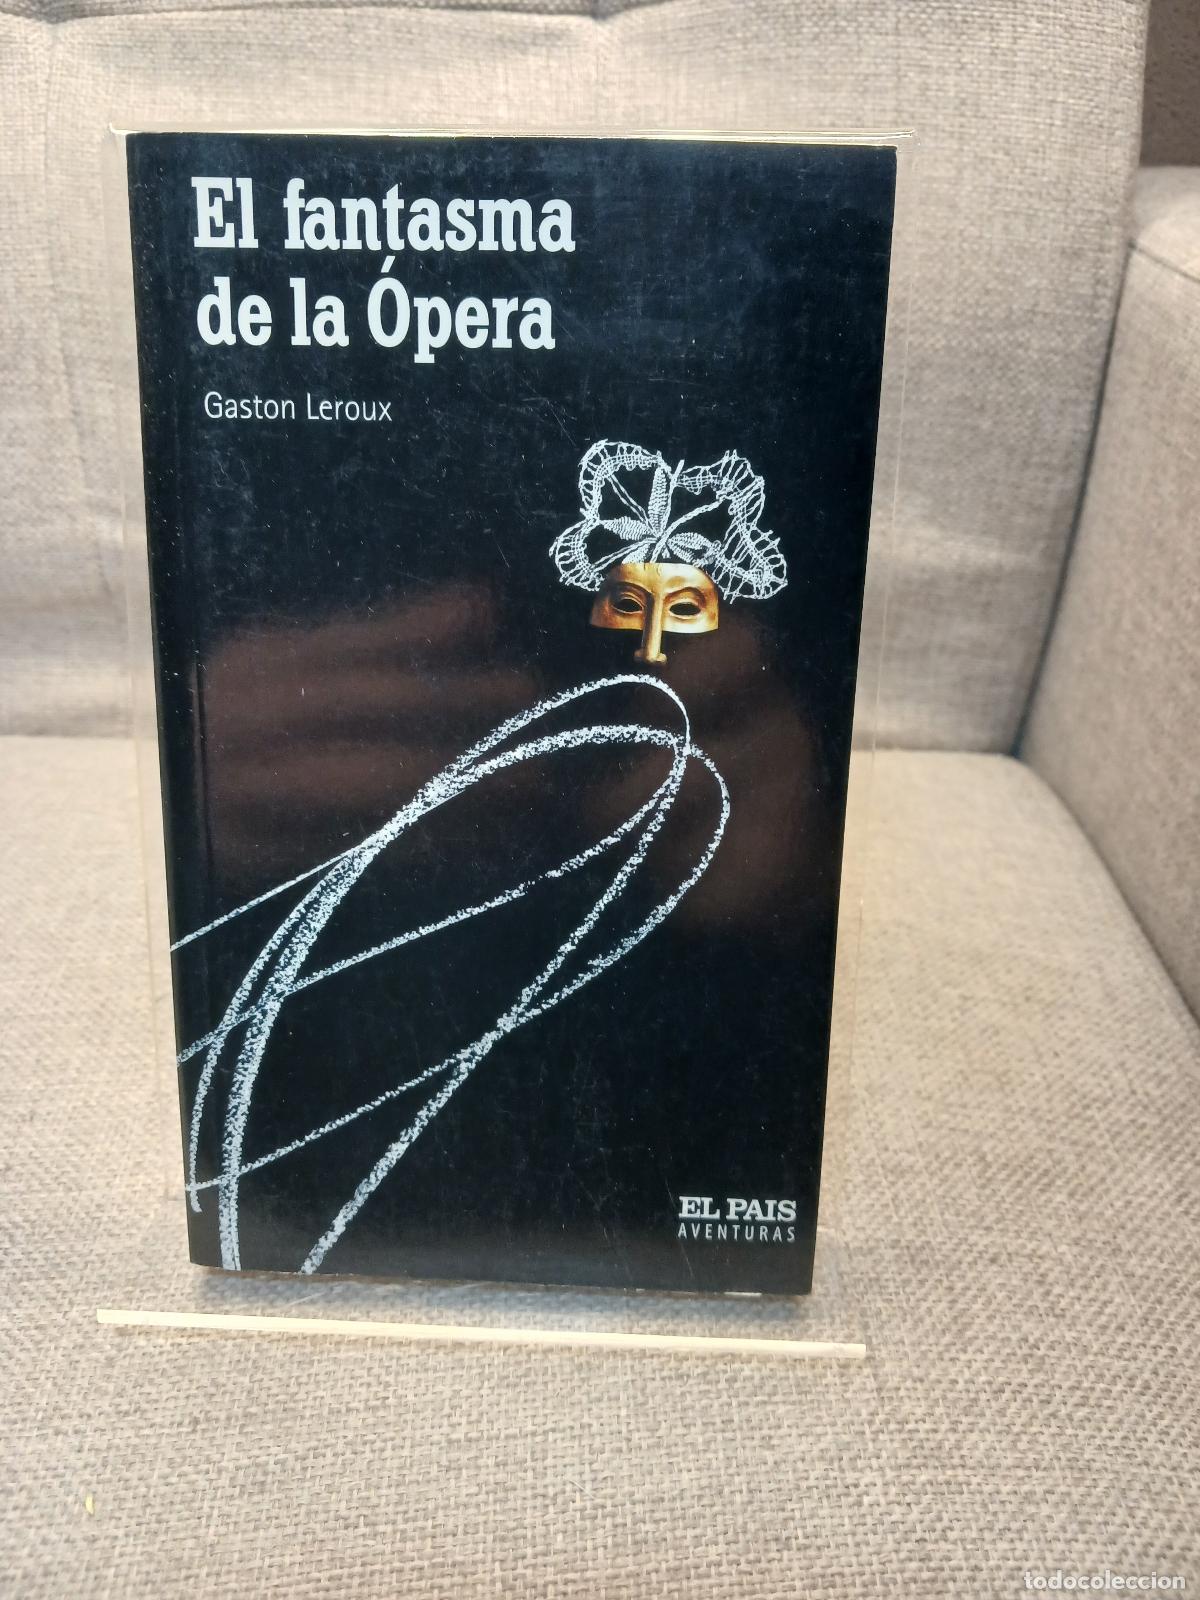 El fantasma
de la Ópera
Gaston Leroux
EL PAIS
AVENTURAS
todocoleccion